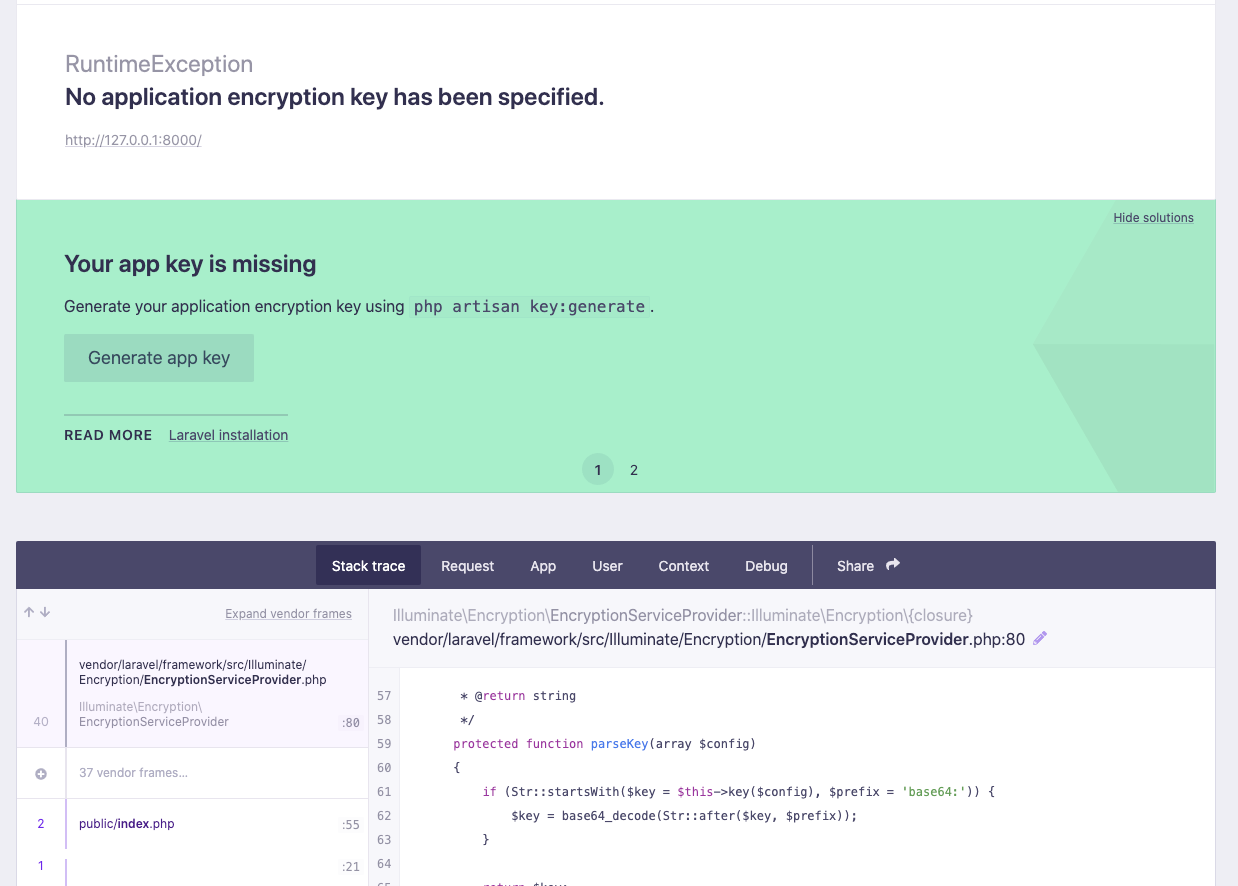 RuntimeException
No application encryption key has been specified.
http://127.0.0.1:8000/
Hide solutions
Your app key is missing
Generate your application encryption key using php artisan key:generate.
Generate app key
READ MORE Laravel installation
1 2
Stack trace Request App User Context Debug Share
Expand vendor frames
vendor/laravel/framework/src/Illuminate/
Encryption/EncryptionServiceProvider.php
Illuminate\Encryption\
EncryptionServiceProvider
40 :80
37 vendor frames…
2 public/index.php :55
1 :21
Illuminate\Encryption\EncryptionServiceProvider::Illuminate\Encryption\{closure}
vendor/laravel/framework/src/Illuminate/Encryption/EncryptionServiceProvider.php:80
57 * @return string
58 */
59 protected function parseKey(array $config)
60 {
61 if (Str::startsWith($key = $this->key($config), $prefix = 'base64:')) {
62 $key = base64_decode(Str::after($key, $prefix));
63 }
64
65 return $key;